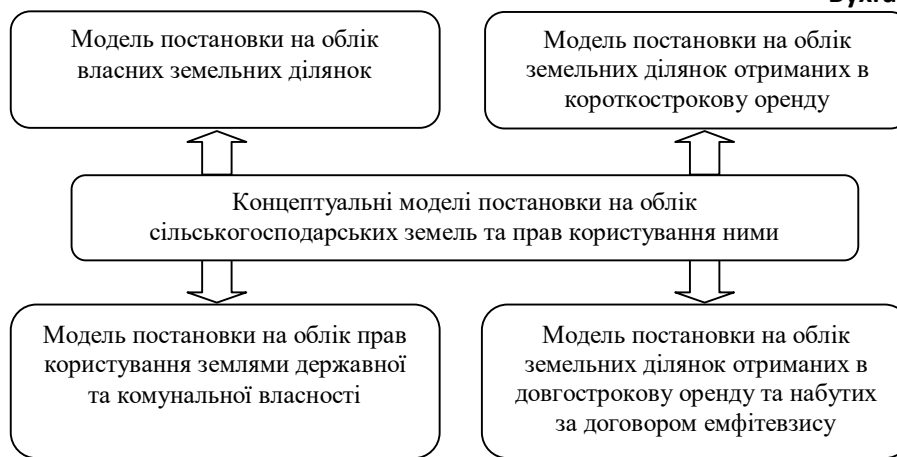 Модель постановки на облік
власних земельних ділянок
Модель постановки на облік
земельних ділянок отриманих в
короткострокову оренду
Концептуальні моделі постановки на облік
сільськогосподарських земель та прав користування ними
Модель постановки на облік прав
користування землями державної
та комунальної власності
Модель постановки на облік
земельних ділянок отриманих в
довгострокову оренду та набутих
за договором емфітевзису